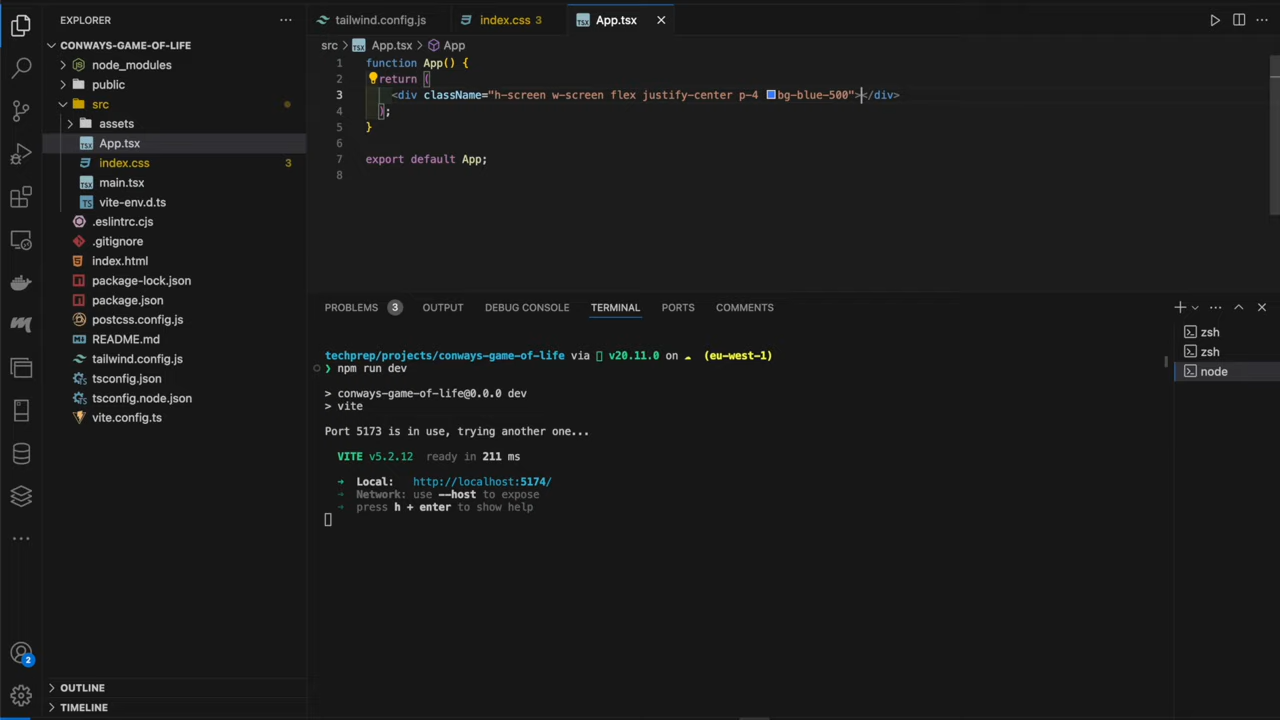 EXPLORER
CONWAYS-GAME-OF-LIFE
node_modules
public
src
assets
App.tsx
index.css 3
main.tsx
vite-env.d.ts
.eslintrc.cjs
.gitignore
index.html
package-lock.json
package.json
postcss.config.js
README.md
tailwind.config.js
tsconfig.json
tsconfig.node.json
vite.config.ts
OUTLINE
TIMELINE
2
tailwind.config.js index.css 3 App.tsx
src > App.tsx > App
1 function App() {
2 return (
3 <div className="h-screen w-screen flex justify-center p-4 bg-blue-500"></div>
4 );
5 }
6
7 export default App;
8
PROBLEMS 3 OUTPUT DEBUG CONSOLE TERMINAL PORTS COMMENTS
techprep/projects/conways-game-of-life via v20.11.0 on (eu-west-1)
❯ npm run dev
> conways-game-of-life@0.0.0 dev
> vite
Port 5173 is in use, trying another one...
VITE v5.2.12 ready in 211 ms
➜ Local: http://localhost:5174/
➜ Network: use --host to expose
➜ press h + enter to show help
zsh
zsh
node